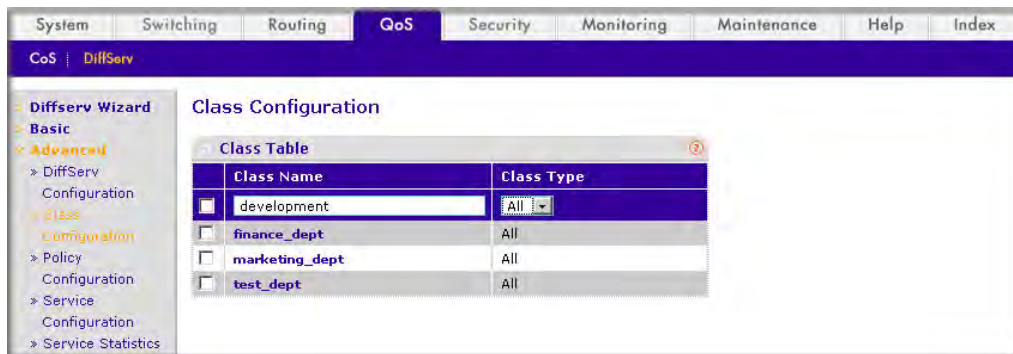 System Switching Routing QoS Security Monitoring Maintenance Help Index
CoS | DiffServ
Diffserv Wizard
Basic
Advanced
» DiffServ
Configuration
» Class
Configuration
» Policy
Configuration
» Service
Configuration
» Service Statistics
Class Configuration
Class Table ?
Class Name Class Type
development All
finance_dept All
marketing_dept All
test_dept All